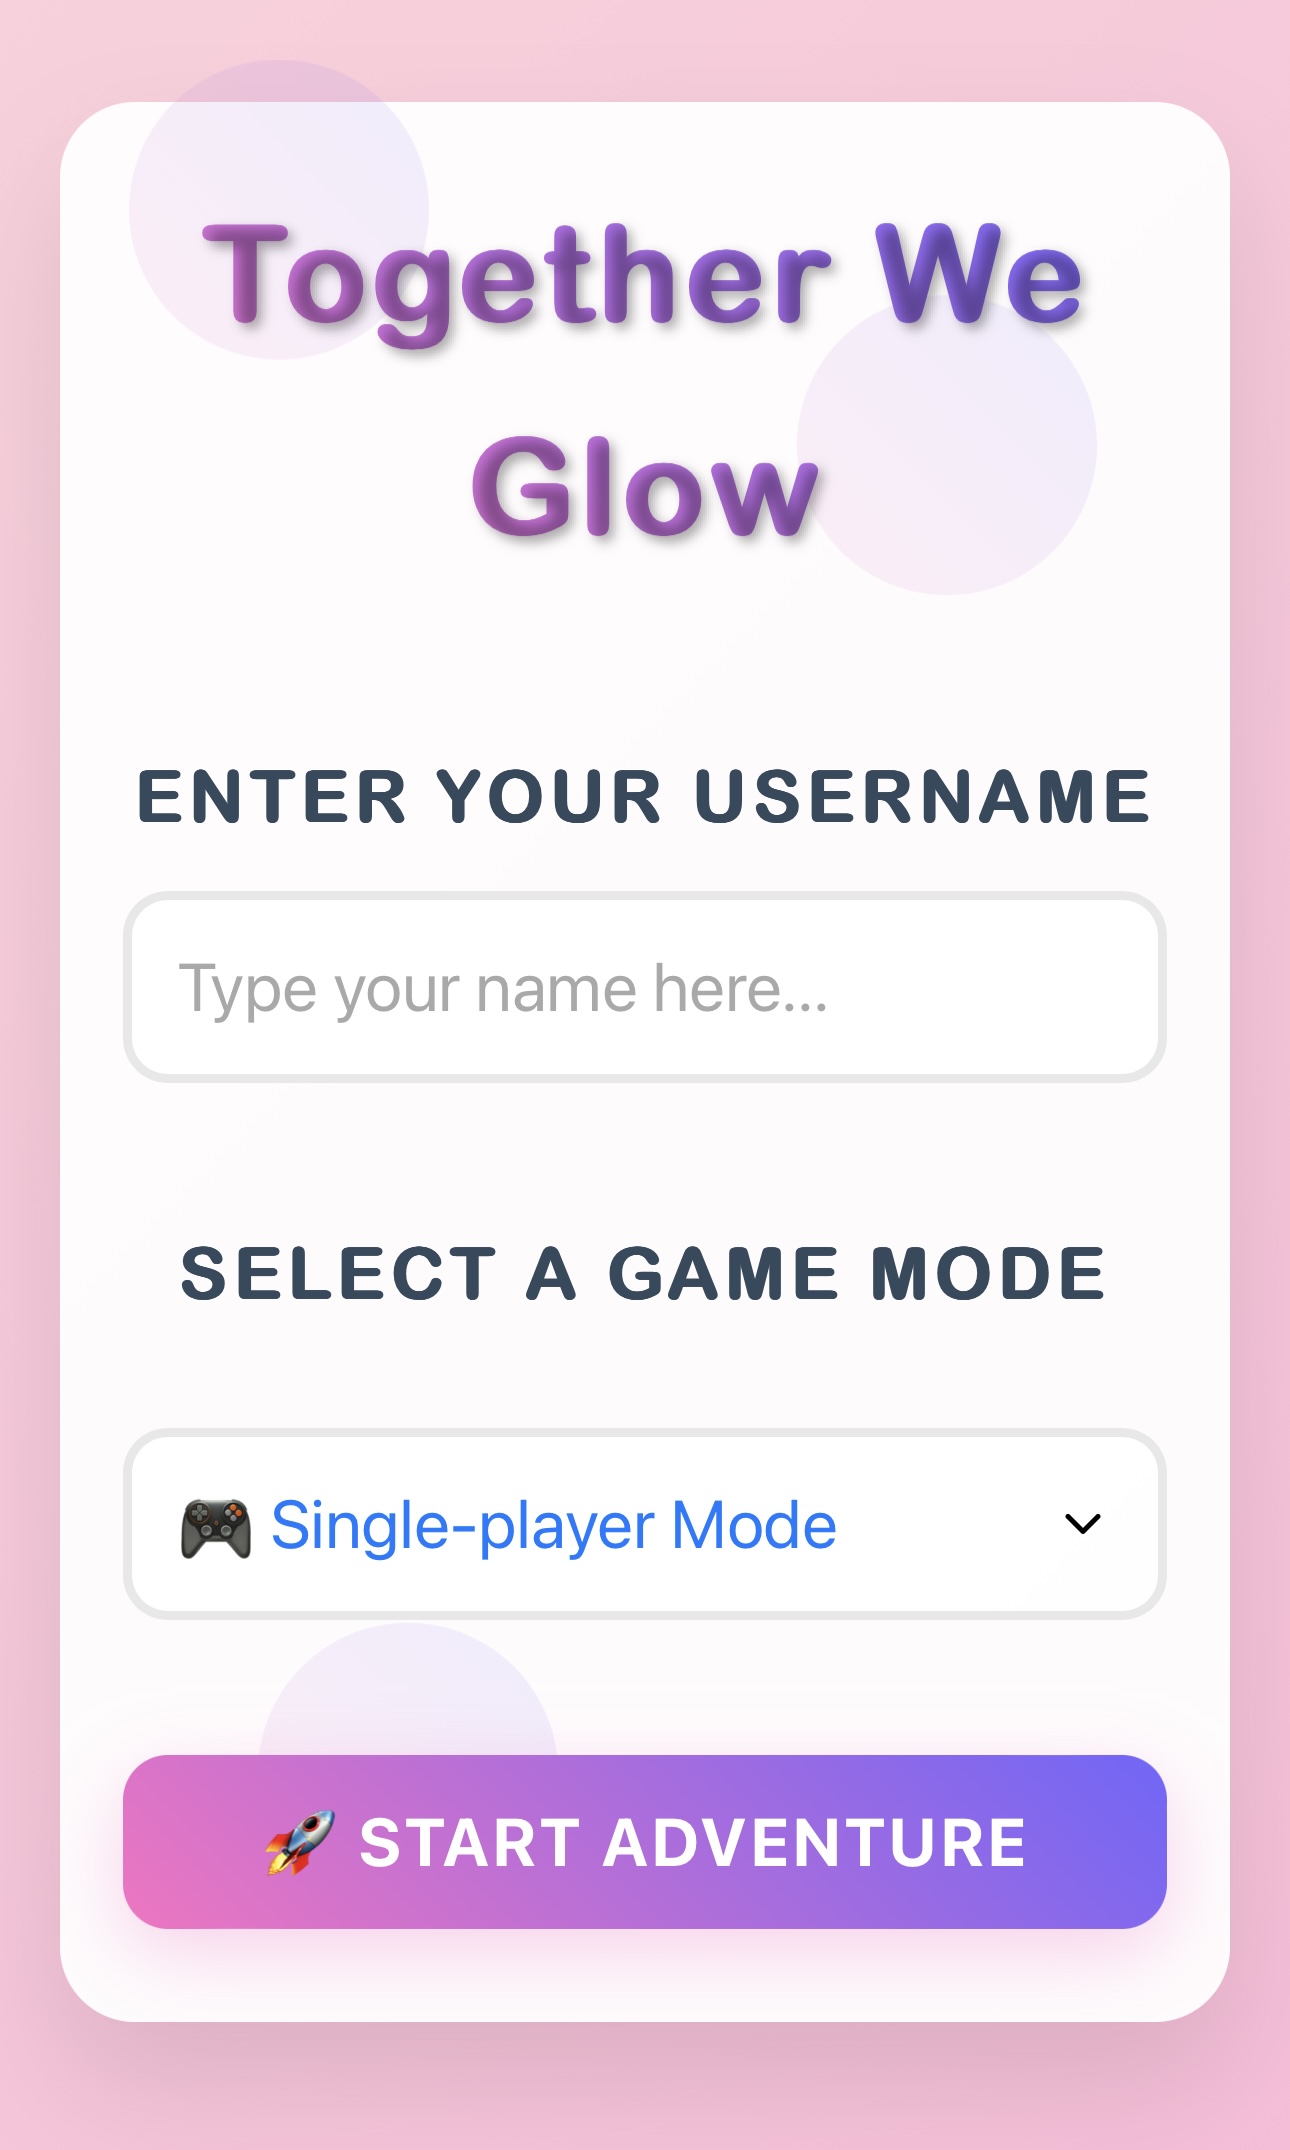 Together We
Glow
ENTER YOUR USERNAME
Type your name here...
SELECT A GAME MODE
🎮 Single-player Mode
🚀 START ADVENTURE